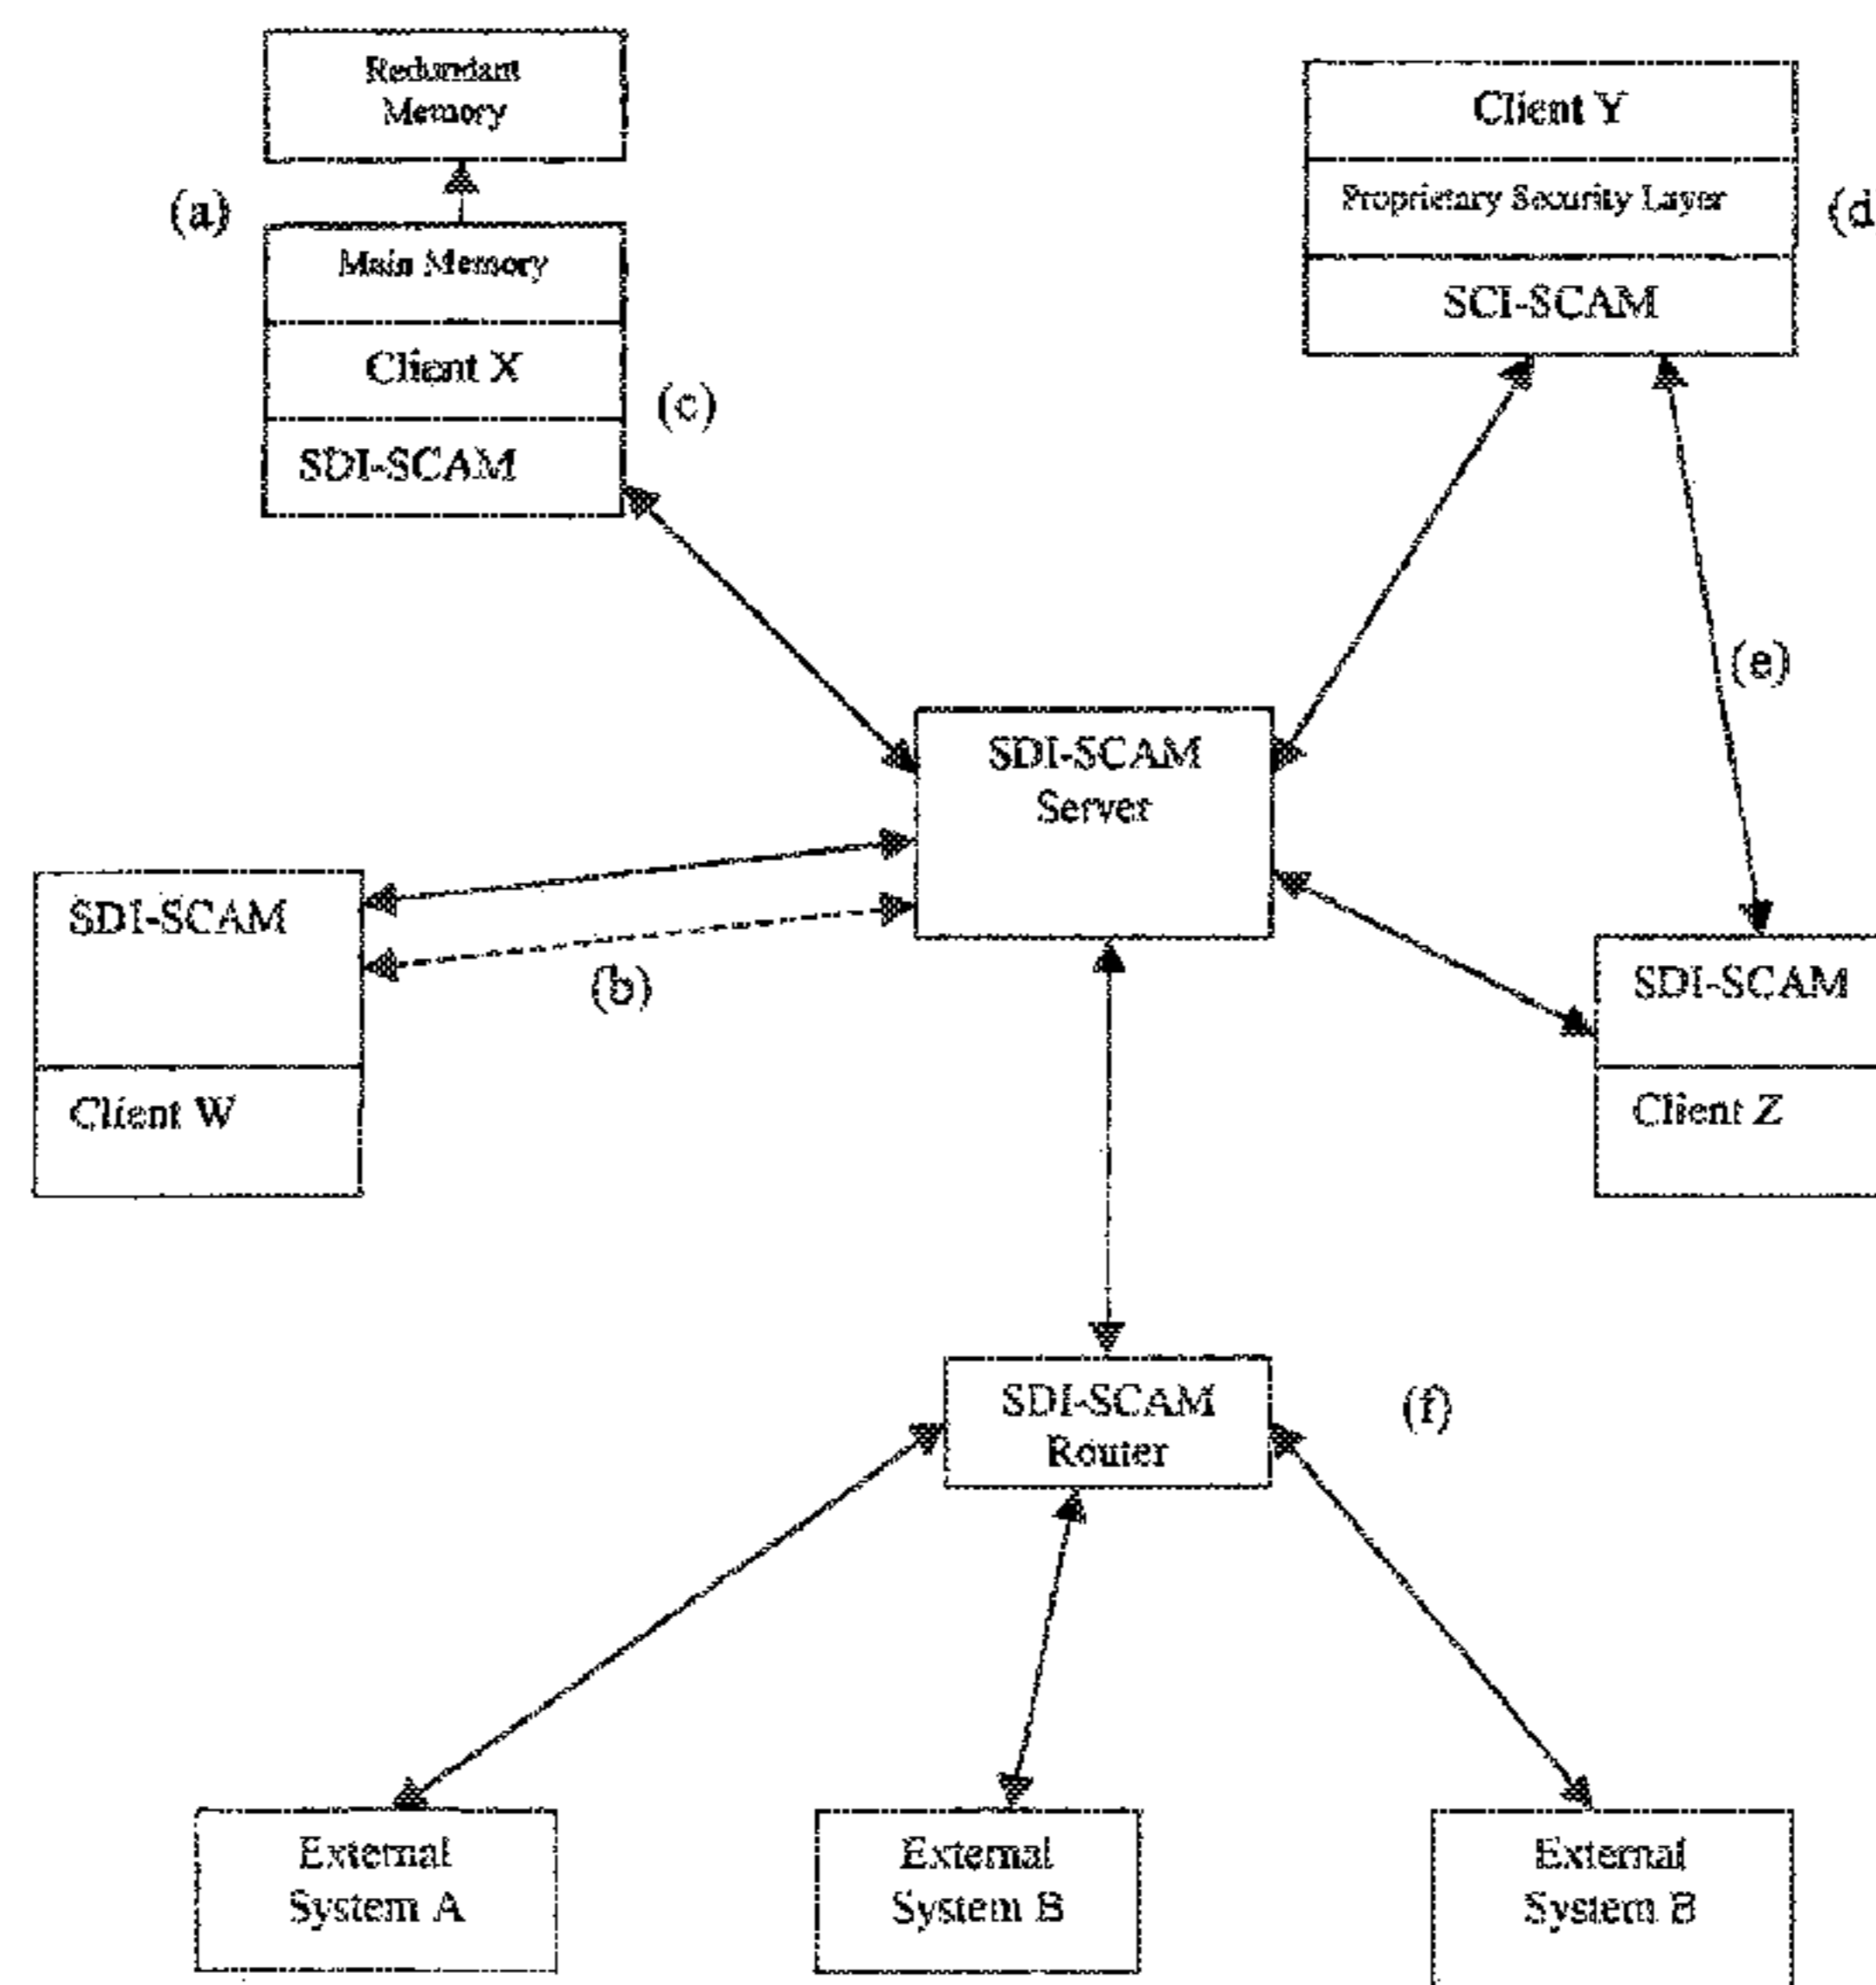 Redundant
Memory
(a)
Main Memory
Client X
(c)
SDI-SCAM
Client Y
Proprietary Security Layer
(d
SCI-SCAM
(e)
SDI-SCAM
Server
SDI-SCAM
Client W
(b)
SDI-SCAM
Client Z
SDI-SCAM
Router
(f)
External
System A
External
System B
External
System B